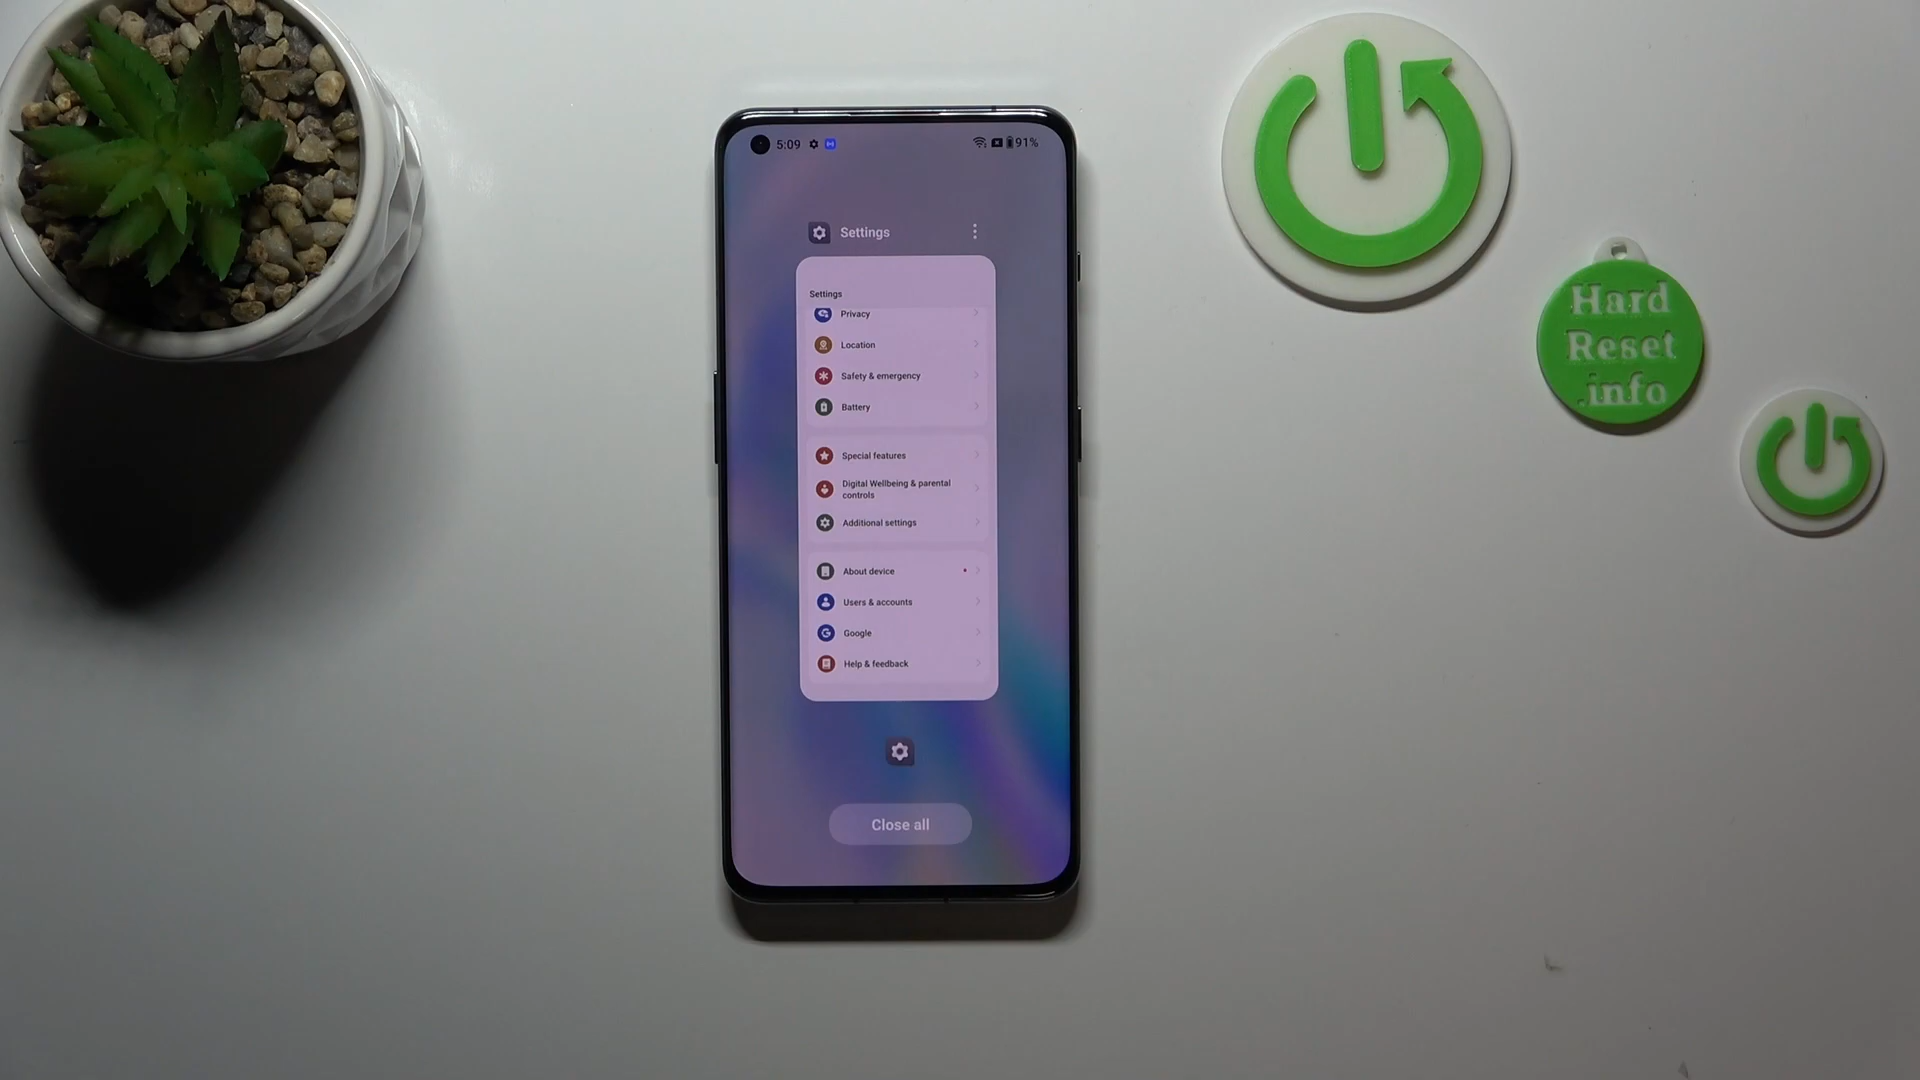 5:09
91%
Settings
Settings
Privacy
Location
Safety & emergency
Battery
Special features
Digital Wellbeing & parental
controls
Additional settings
About device
Users & accounts
Google
Help & feedback
Close all
Hard
Reset
.info